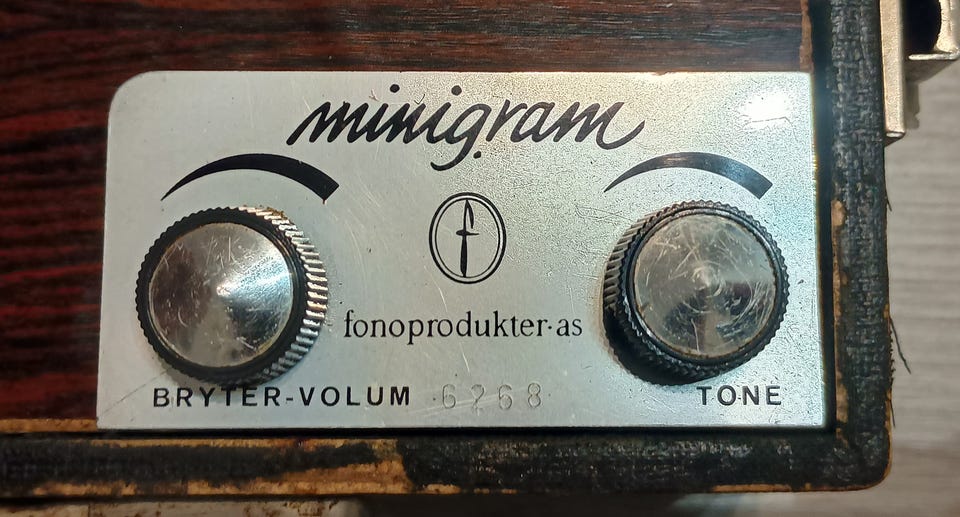 minigram
f
fonoprodukter·as
BRYTER-VOLUM 6268 TONE